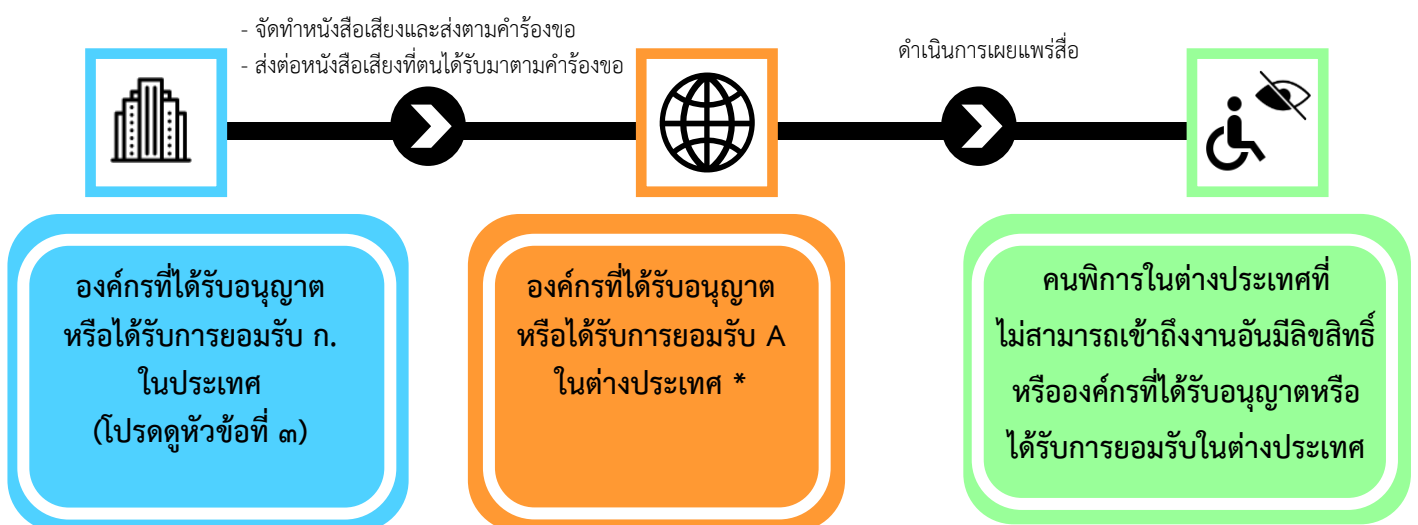 - จัดทำหนังสือเสียงและส่งตามคำร้องขอ
- ส่งต่อหนังสือเสียงที่ตนได้รับมาตามคำร้องขอ
ดำเนินการเผยแพร่สื่อ
องค์กรที่ได้รับอนุญาต
หรือได้รับการยอมรับ ก.
ในประเทศ
(โปรดดูหัวข้อที่ ๓)
องค์กรที่ได้รับอนุญาต
หรือได้รับการยอมรับ A
ในต่างประเทศ *
คนพิการในต่างประเทศที่
ไม่สามารถเข้าถึงงานอันมีลิขสิทธิ์
หรือองค์กรที่ได้รับอนุญาตหรือ
ได้รับการยอมรับในต่างประเทศ